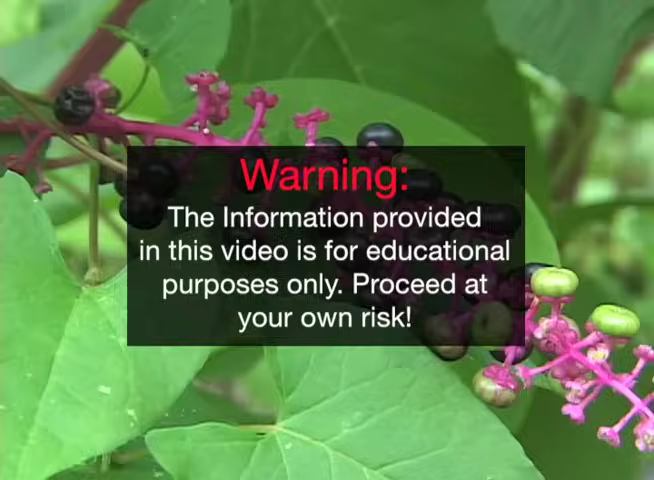 Warning:
The Information provided
in this video is for educational
purposes only. Proceed at
your own risk!